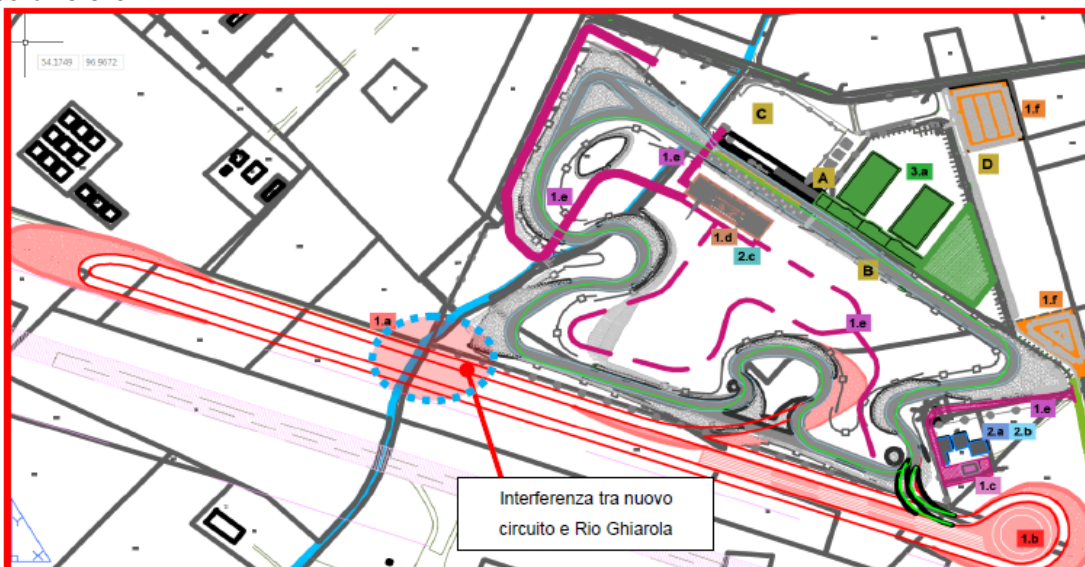 54.1749 96.9672
C
1.f
1.e
A
3.a
D
1.e
1.d
2.c
B
1.f
1.a
1.e
1.e
2.a 2.b
1.c
Interferenza tra nuovo
circuito e Rio Ghiarola
1.b